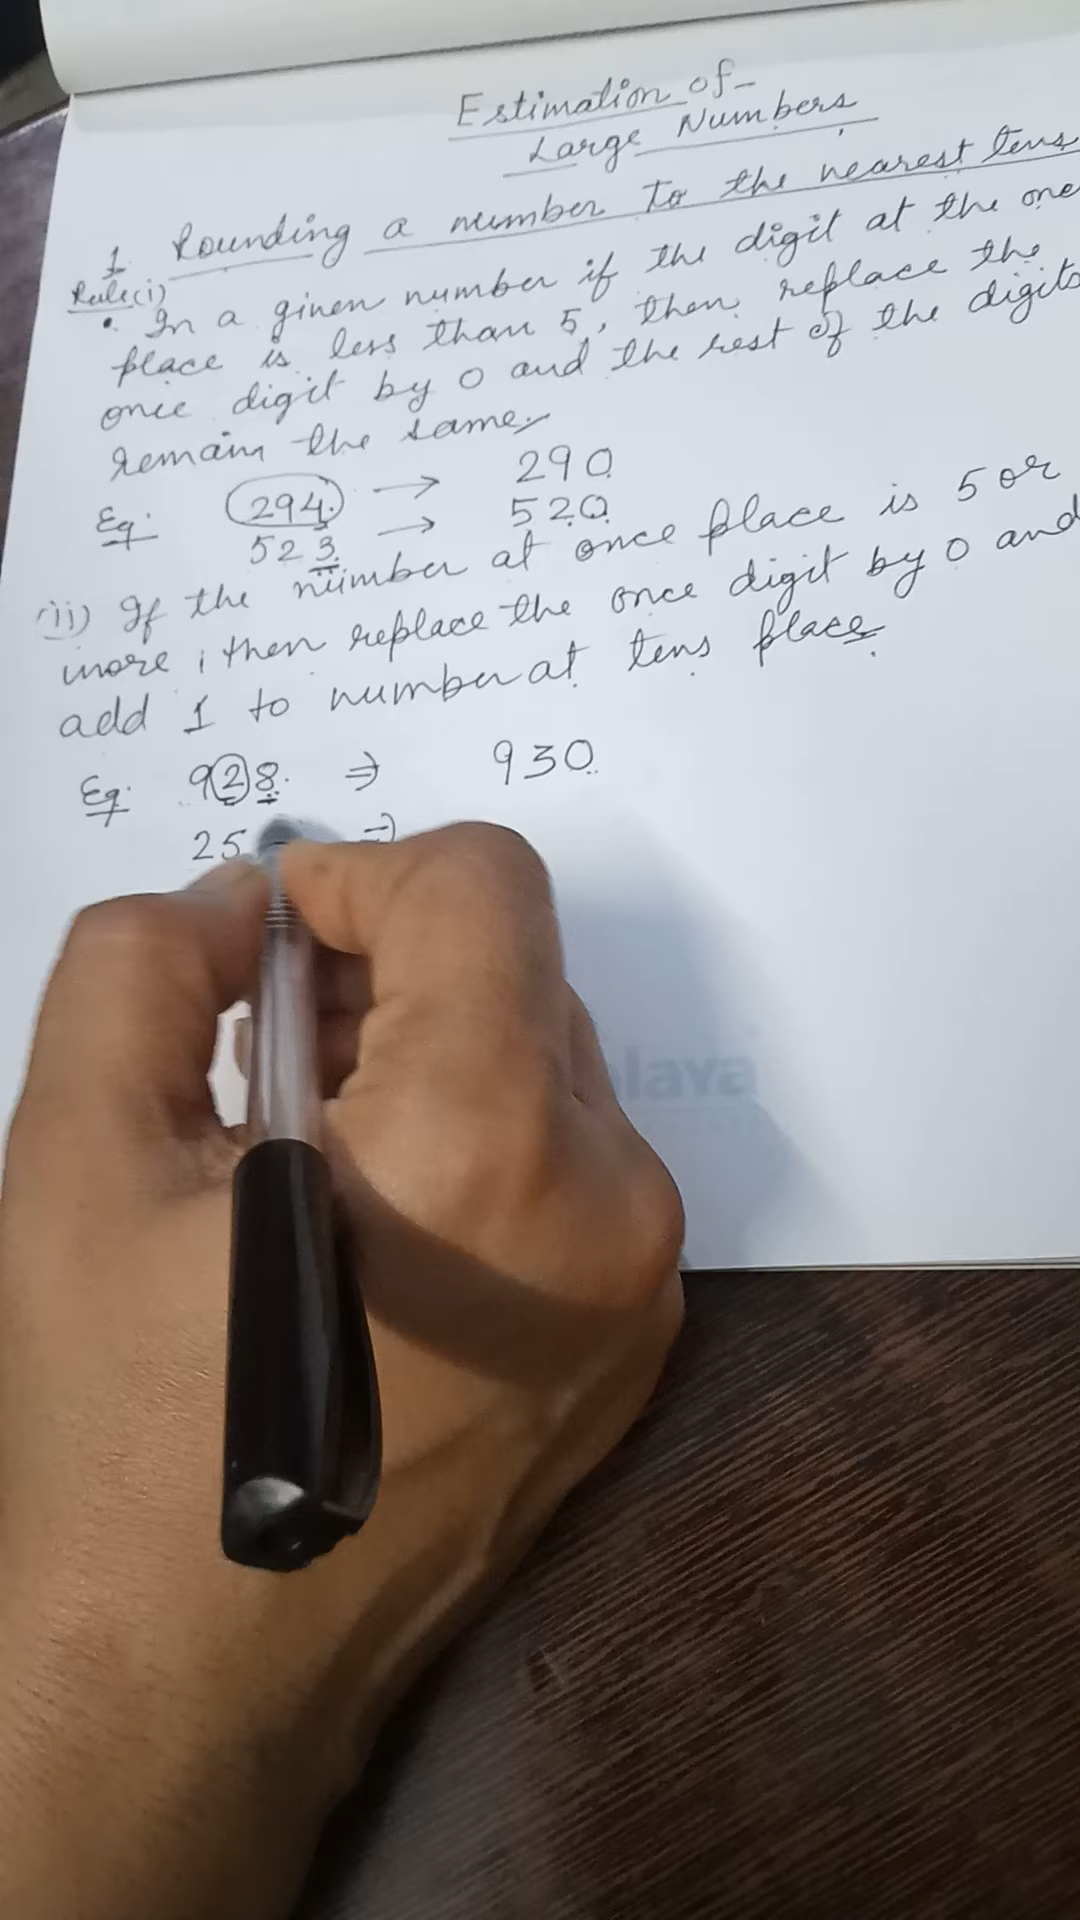 Estimation of-
Large Numbers
1. Rounding a number to the nearest tens
Rule(i)
• In a given number if the digit at the one
place is less than 5, then replace the
once digit by 0 and the rest of the digits
remain the same.
Eg: 294 → 290
523 → 520
(ii) If the number at once place is 5 or
more, then replace the once digit by 0 and
add 1 to number at tens place
Eg: 928 ⇒ 930
25 ⇒
laya